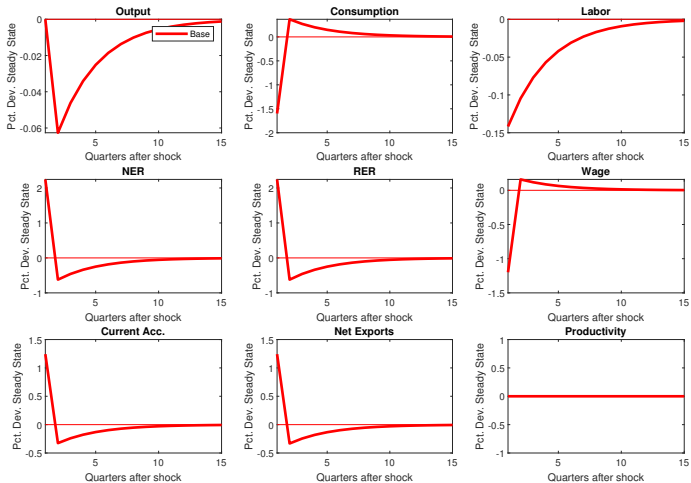 Output
Pct. Dev. Steady State
0
-0.02
-0.04
-0.06
5
10
15
Quarters after shock
Base
Consumption
Pct. Dev. Steady State
0.5
0
-0.5
-1
-1.5
-2
5
10
15
Quarters after shock
Labor
Pct. Dev. Steady State
0
-0.05
-0.1
-0.15
5
10
15
Quarters after shock
NER
Pct. Dev. Steady State
2
1
0
-1
5
10
15
Quarters after shock
RER
Pct. Dev. Steady State
2
1
0
-1
5
10
15
Quarters after shock
Wage
Pct. Dev. Steady State
0
-0.5
-1
-1.5
5
10
15
Quarters after shock
Current Acc.
Pct. Dev. Steady State
1.5
1
0.5
0
-0.5
5
10
15
Quarters after shock
Net Exports
Pct. Dev. Steady State
1.5
1
0.5
0
-0.5
5
10
15
Quarters after shock
Productivity
Pct. Dev. Steady State
1
0.5
0
-0.5
-1
5
10
15
Quarters after shock